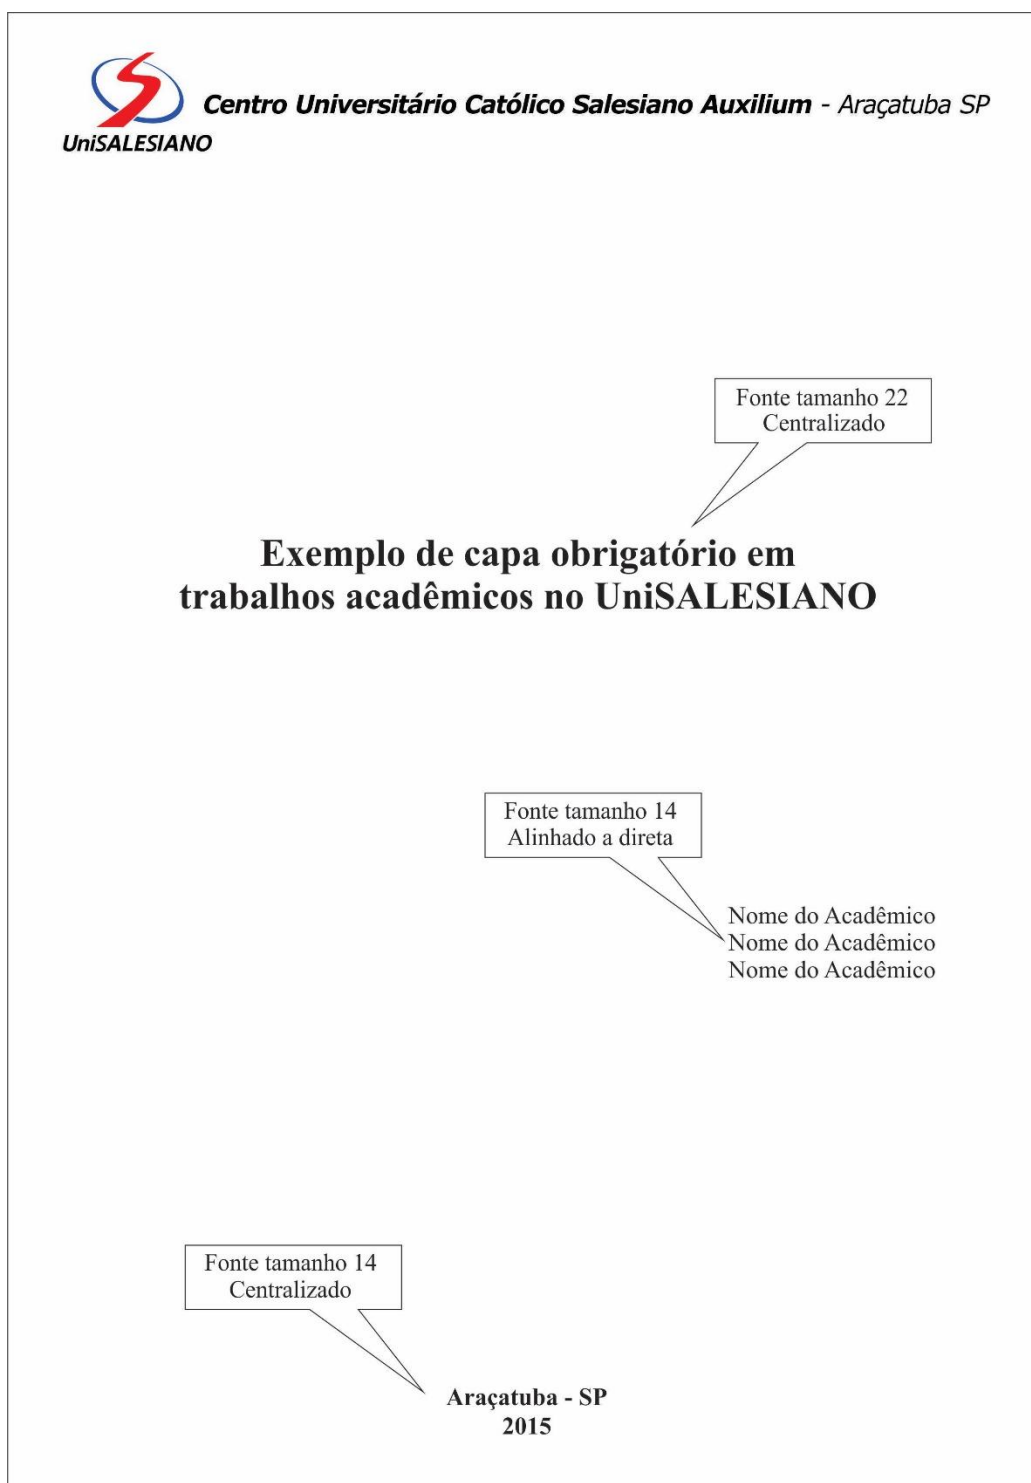 Centro Universitário Católico Salesiano Auxilium - Araçatuba SP
UniSALESIANO
Fonte tamanho 22
Centralizado
Exemplo de capa obrigatório em
trabalhos acadêmicos no UniSALESIANO
Fonte tamanho 14
Alinhado a direta
Nome do Acadêmico
Nome do Acadêmico
Nome do Acadêmico
Fonte tamanho 14
Centralizado
Araçatuba - SP
2015